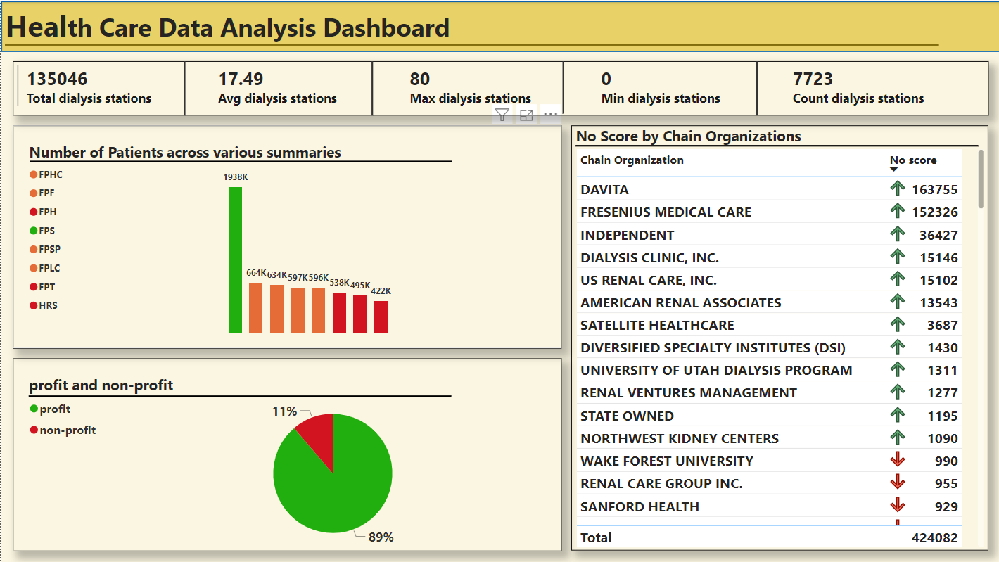 Health Care Data Analysis Dashboard
135046
Total dialysis stations
17.49
Avg dialysis stations
80
Max dialysis stations
0
Min dialysis stations
7723
Count dialysis stations
Number of Patients across various summaries
FPHC
FPF
FPH
FPS
FPSP
FPLC
FPT
HRS
1938K
664K 634K 597K 596K 538K 495K 422K
profit and non-profit
profit
non-profit
11%
89%
No Score by Chain Organizations
Chain Organization No score
DAVITA 163755
FRESENIUS MEDICAL CARE 152326
INDEPENDENT 36427
DIALYSIS CLINIC, INC. 15146
US RENAL CARE, INC. 15102
AMERICAN RENAL ASSOCIATES 13543
SATELLITE HEALTHCARE 3687
DIVERSIFIED SPECIALTY INSTITUTES (DSI) 1430
UNIVERSITY OF UTAH DIALYSIS PROGRAM 1311
RENAL VENTURES MANAGEMENT 1277
STATE OWNED 1195
NORTHWEST KIDNEY CENTERS 1090
WAKE FOREST UNIVERSITY 990
RENAL CARE GROUP INC. 955
SANFORD HEALTH 929
Total 424082